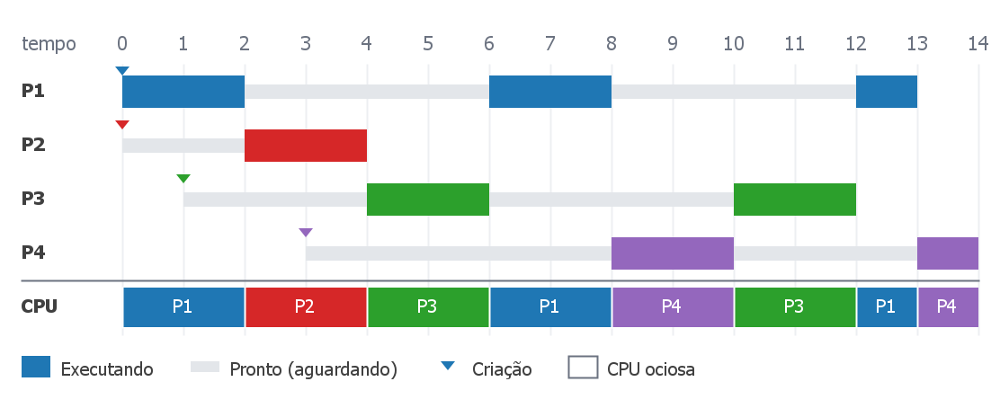 tempo 0 1 2 3 4 5 6 7 8 9 10 11 12 13 14
P1
P2
P3
P4
CPU P1 P2 P3 P1 P4 P3 P1 P4
Executando Pronto (aguardando) Criação CPU ociosa